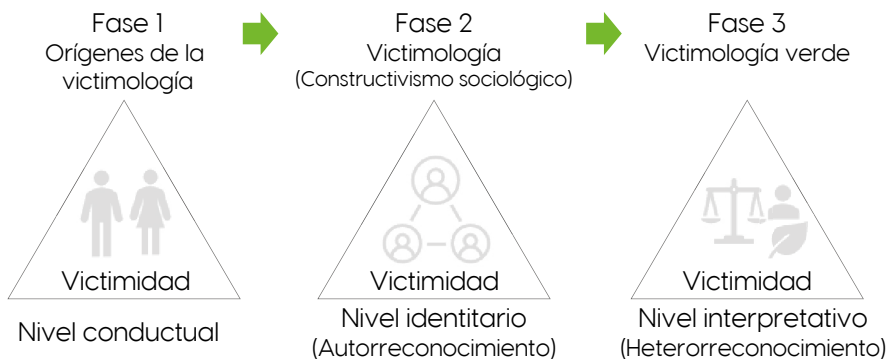 Fase 1
Orígenes de la
victimología
Victimidad
Nivel conductual
Fase 2
Victimología
(Constructivismo sociológico)
Victimidad
Nivel identitario
(Autorreconocimiento)
Fase 3
Victimología verde
Victimidad
Nivel interpretativo
(Heterorreconocimiento)